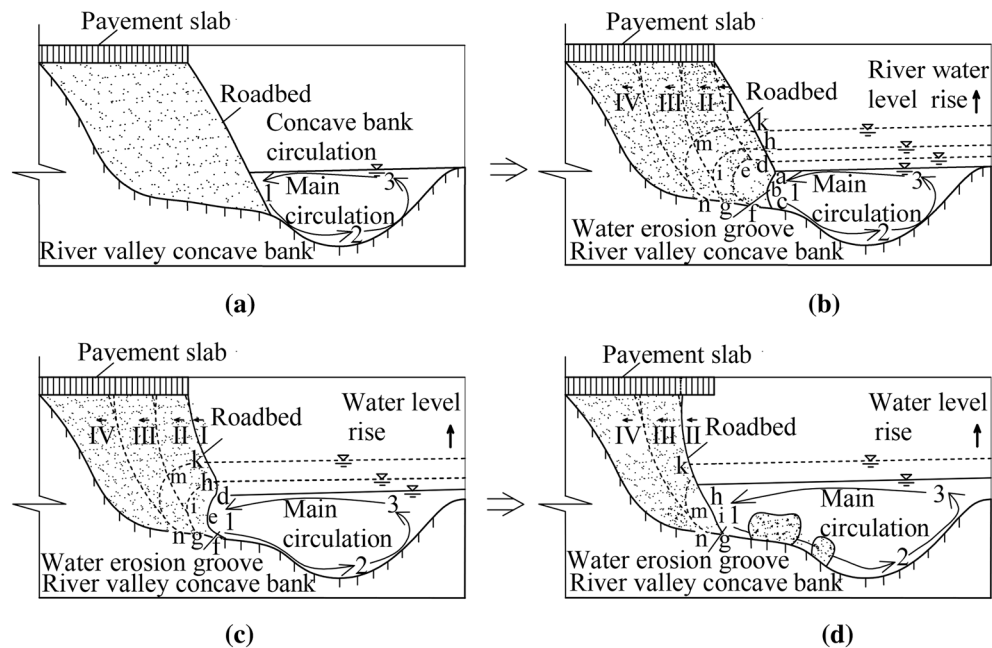 Pavement slab
Roadbed
Concave bank
circulation
1
Main
circulation
3
2
River valley concave bank
(a)
Pavement slab
River water
level rise
Roadbed
IV III II I
k
m
h
d
i
e
a
b
c
1
n
g
f
Main
circulation
3
2
Water erosion groove
River valley concave bank
(b)
Pavement slab
Water level
rise
Roadbed
IV III II I
k
m
h
d
i
e
1
n
g
f
Main
circulation
3
2
Water erosion groove
River valley concave bank
(c)
Pavement slab
Water level
rise
Roadbed
IV III II
k
h
m
i
1
n
g
Main
circulation
3
2
Water erosion groove
River valley concave bank
(d)